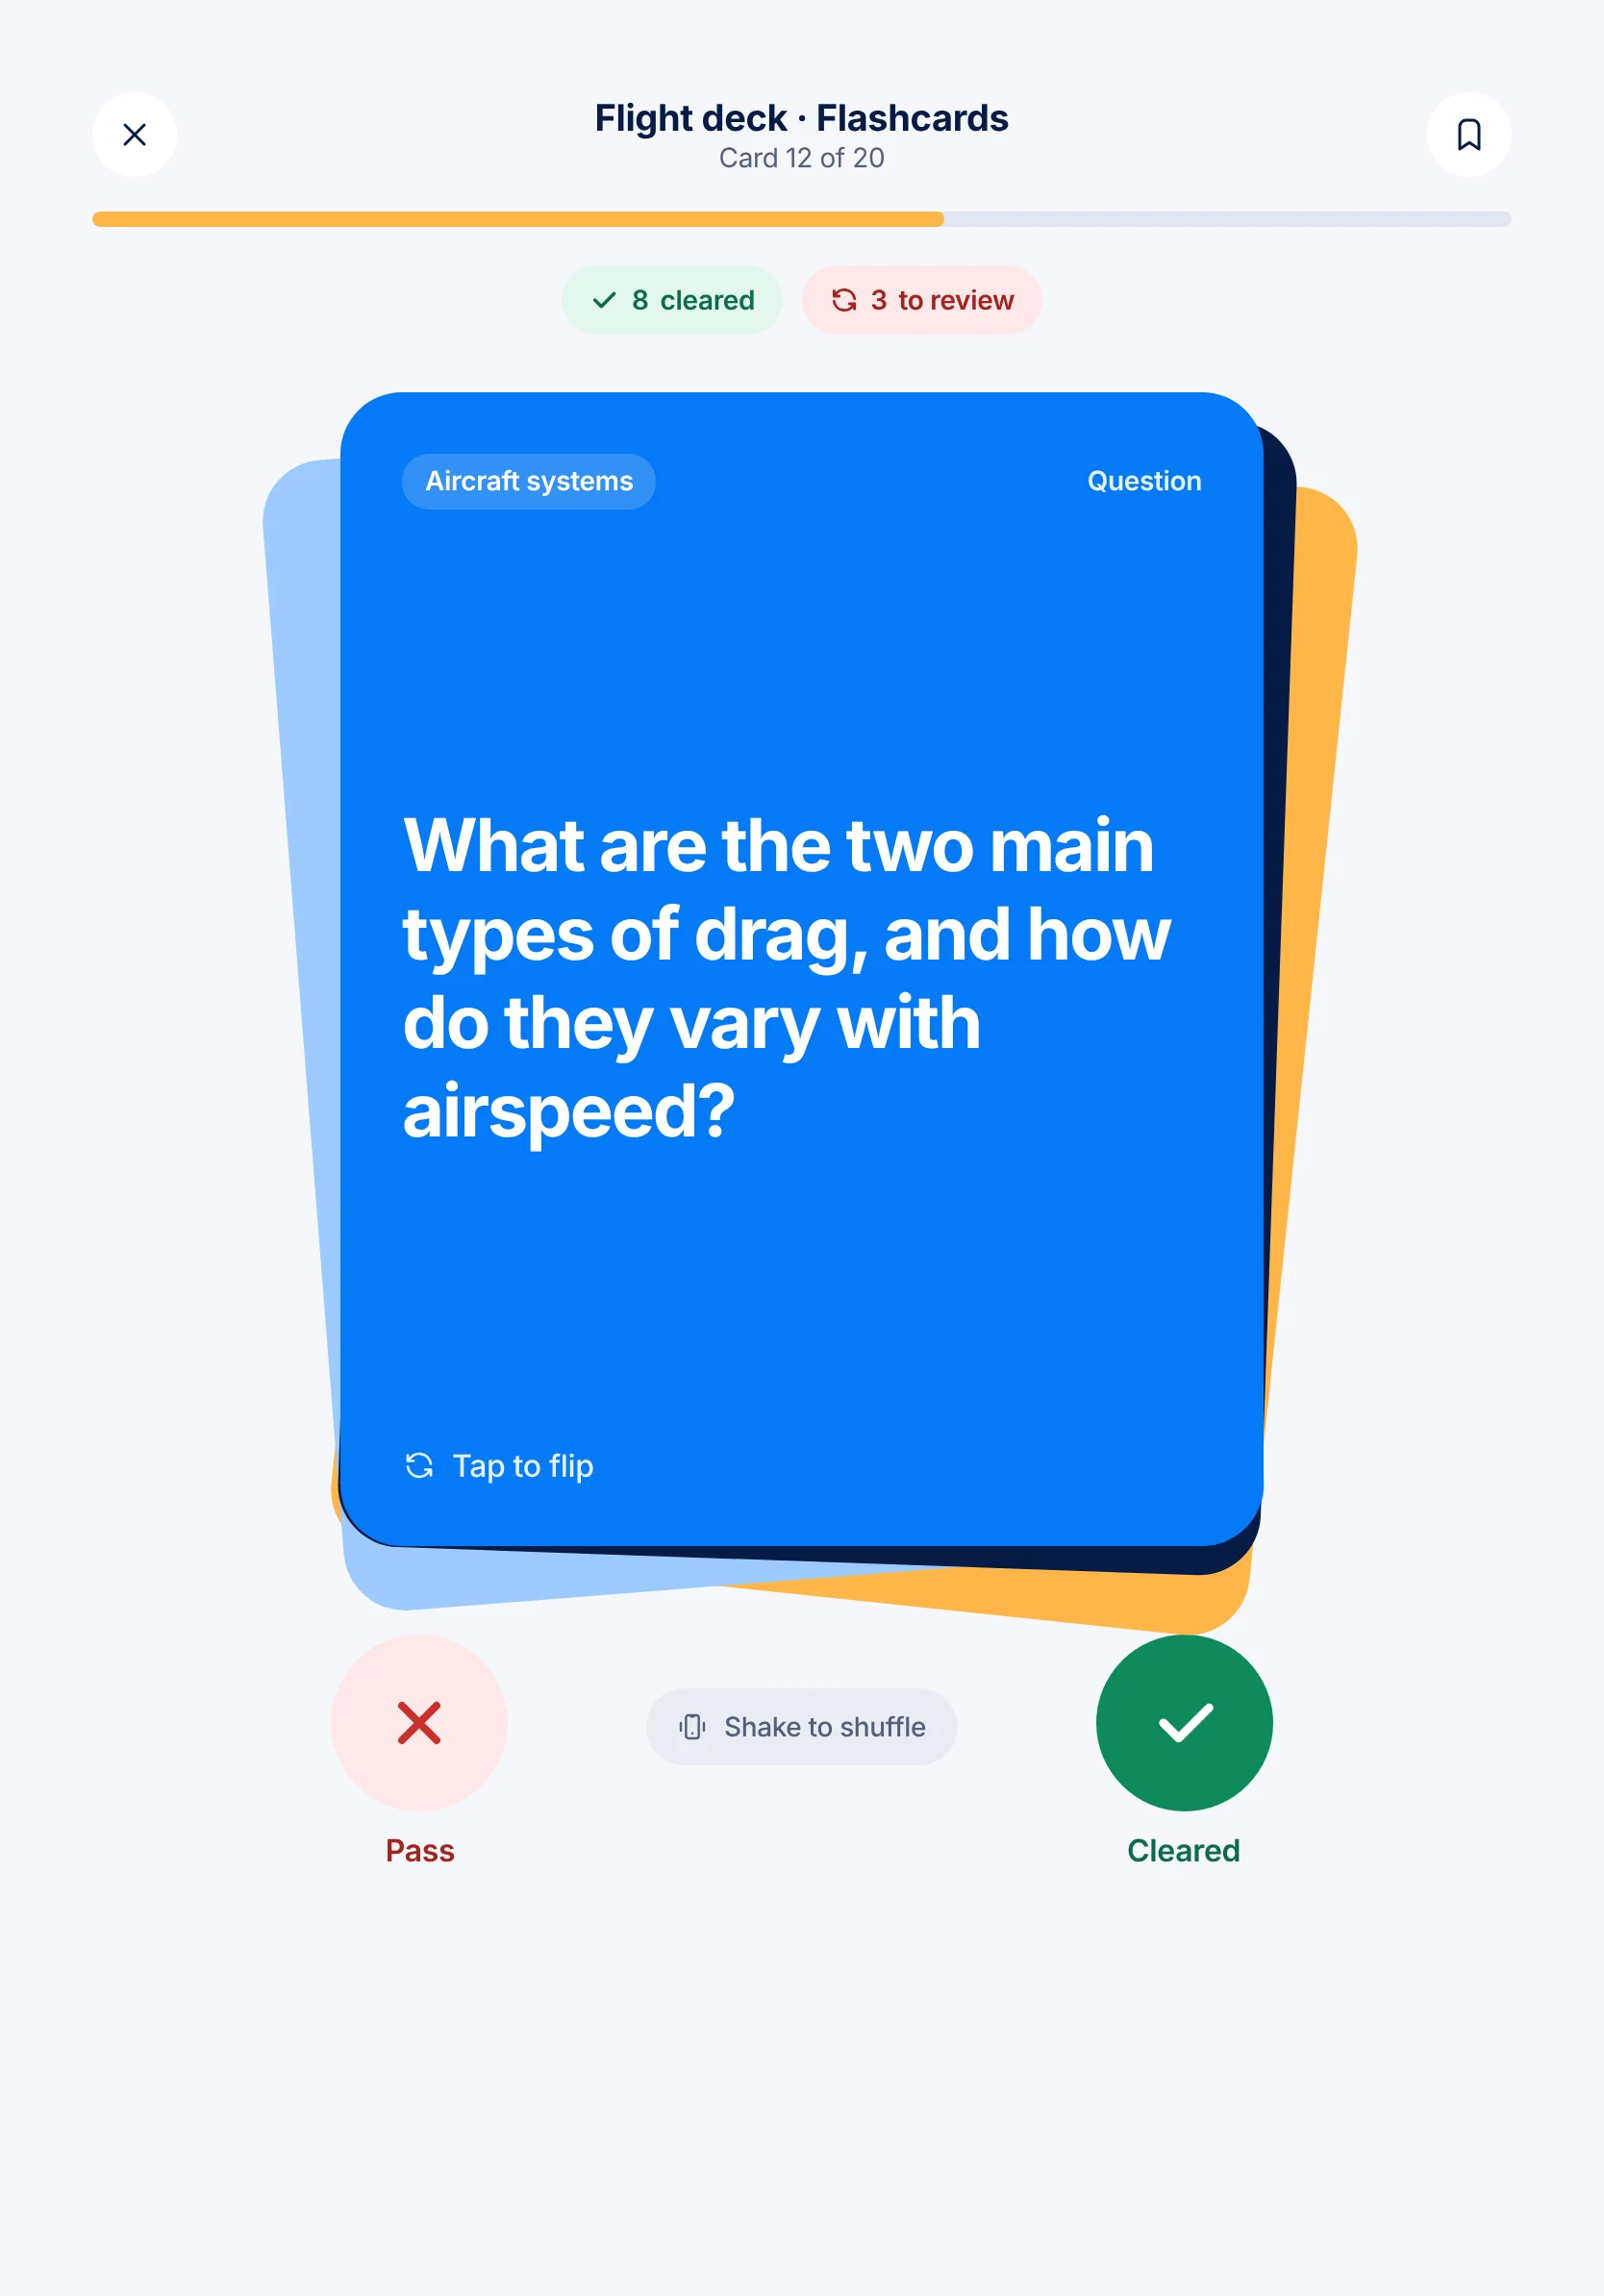 Flight deck · Flashcards
Card 12 of 20
8 cleared
3 to review
Aircraft systems
Question
What are the two main
types of drag, and how
do they vary with
airspeed?
Tap to flip
Shake to shuffle
Pass
Cleared